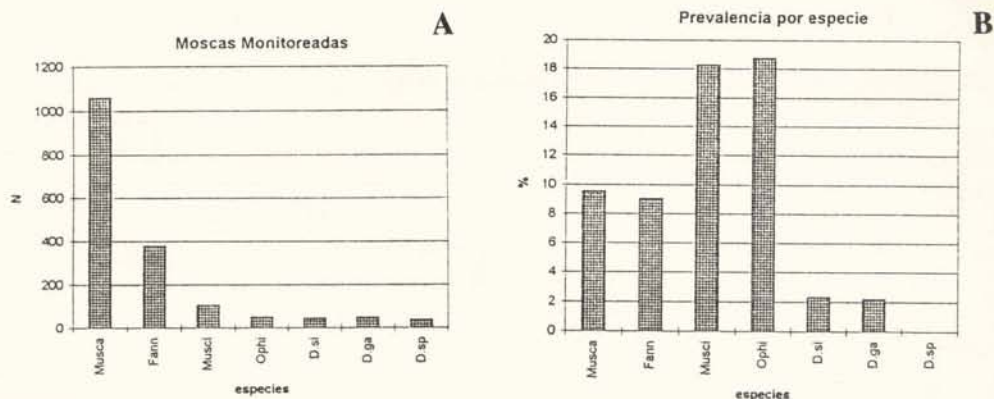 A
Moscas Monitoreadas
1200
1000
800
600
400
200
0
N
Musca
Fann
Musci
Ophi
D.si
D.ga
D.sp
especies
B
Prevalencia por especie
20
18
16
14
12
10
8
6
4
2
0
%
Musca
Fann
Musci
Ophi
D.si
D.ga
D.sp
especies